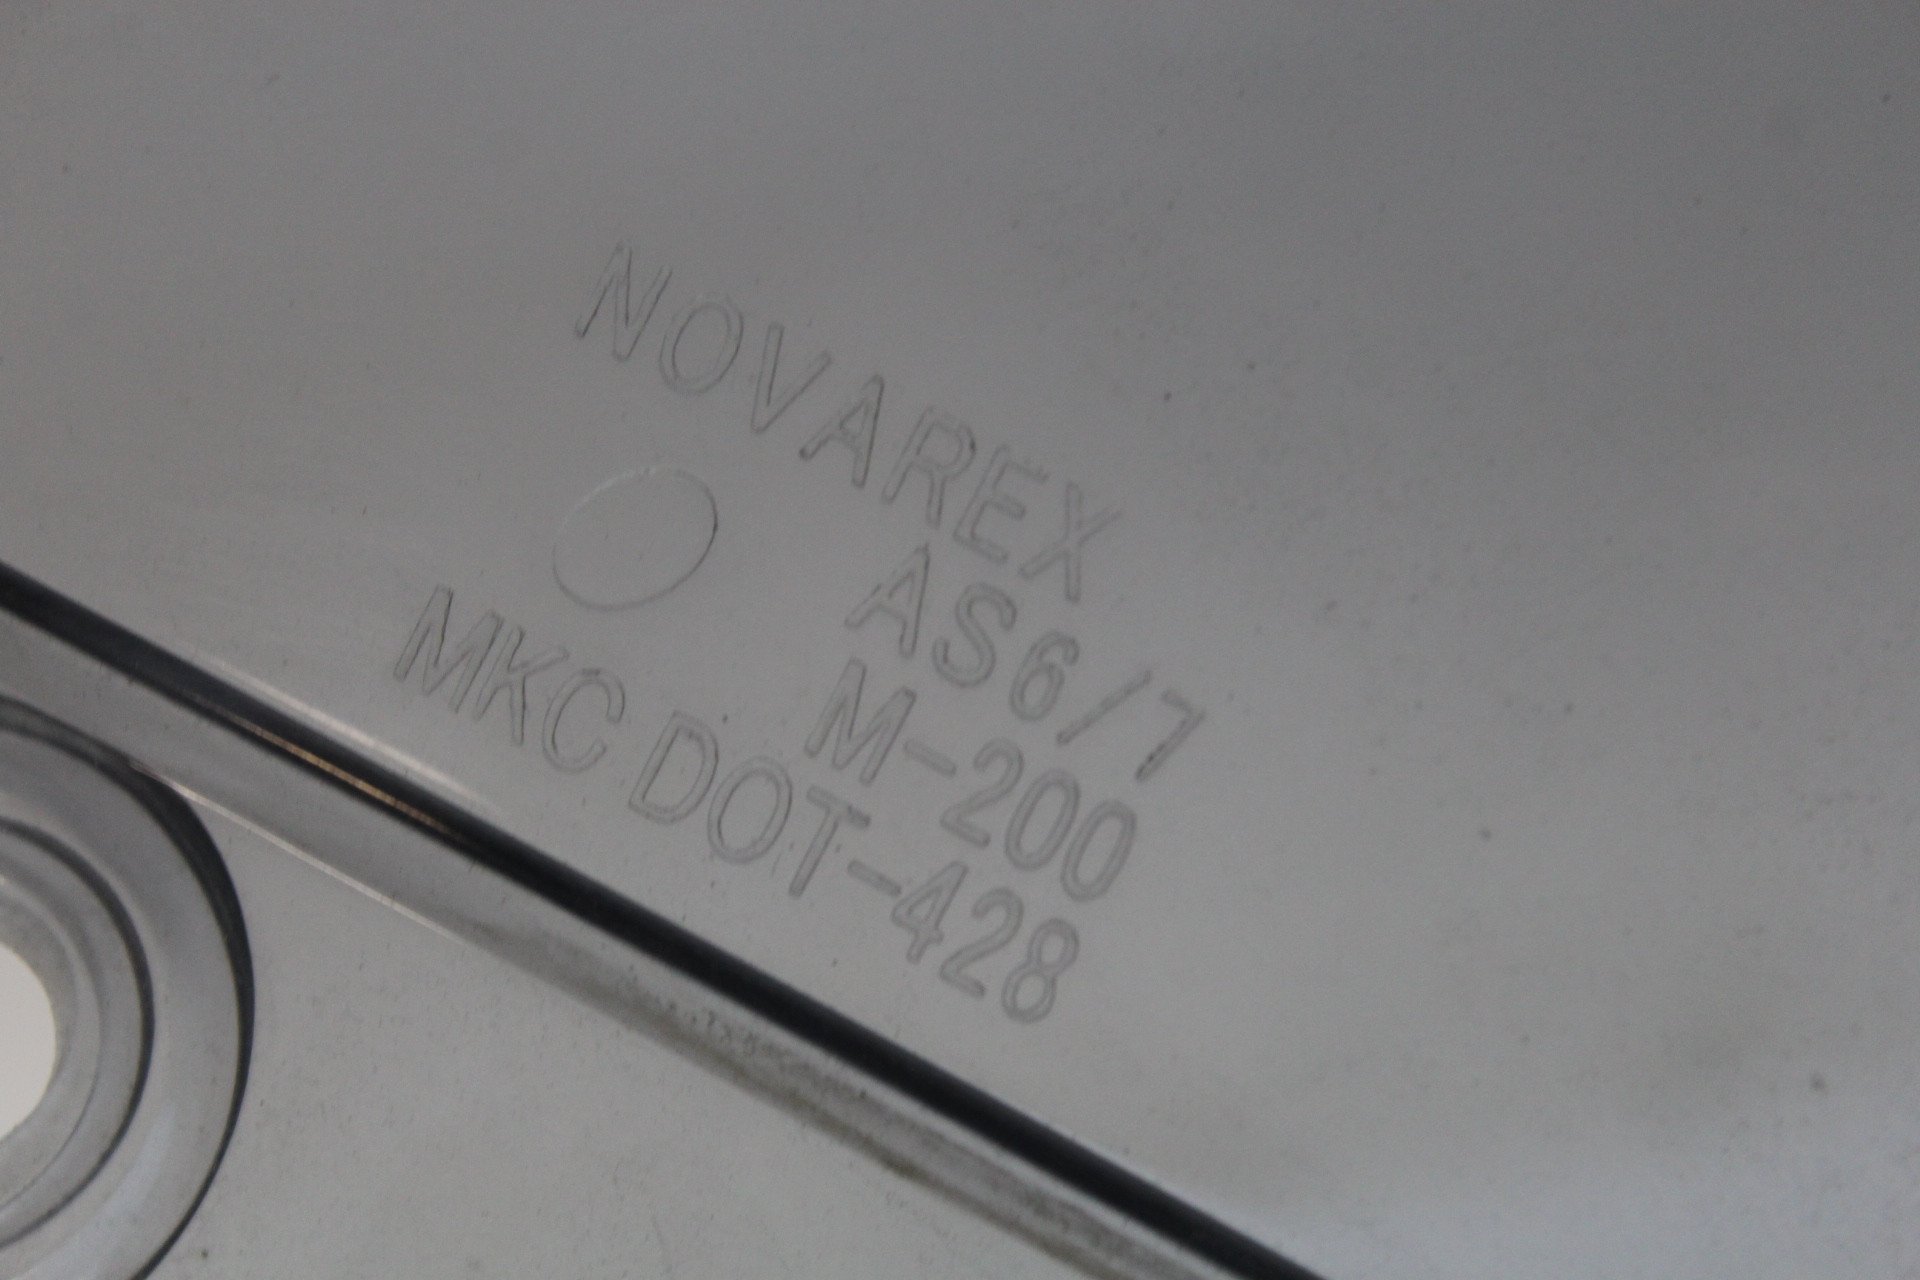 NOVAREX
AS6/7
M-200
MKC DOT-428